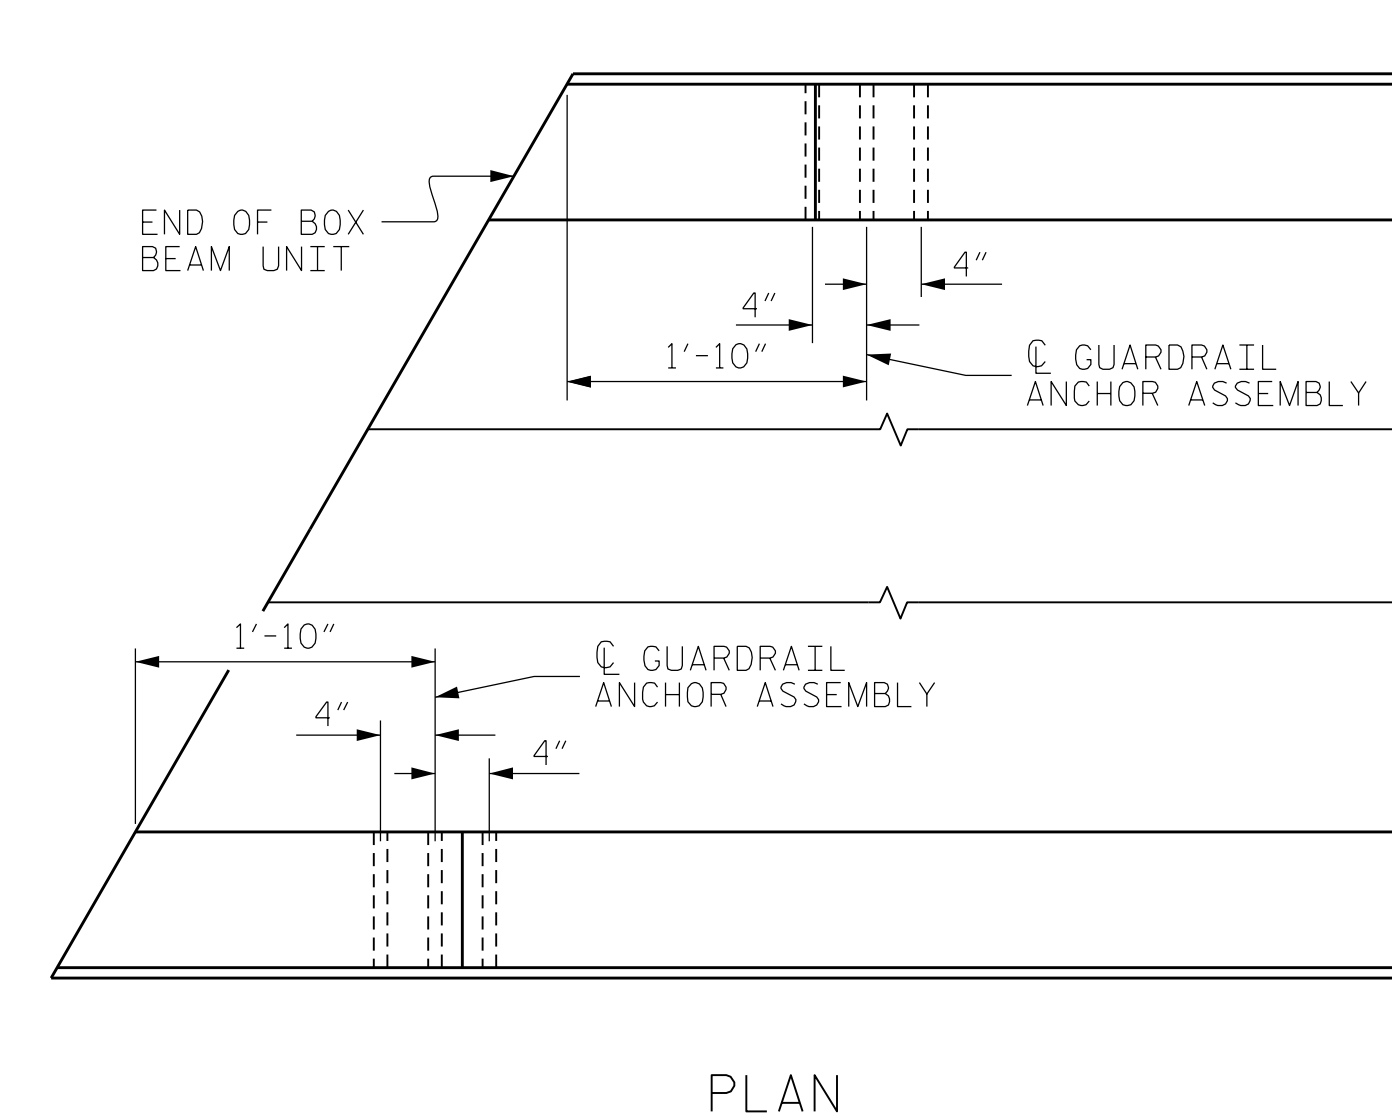 END OF BOX
BEAM UNIT
4"
4"
1'-10"
℄ GUARDRAIL
ANCHOR ASSEMBLY
1'-10"
℄ GUARDRAIL
ANCHOR ASSEMBLY
4"
4"
PLAN